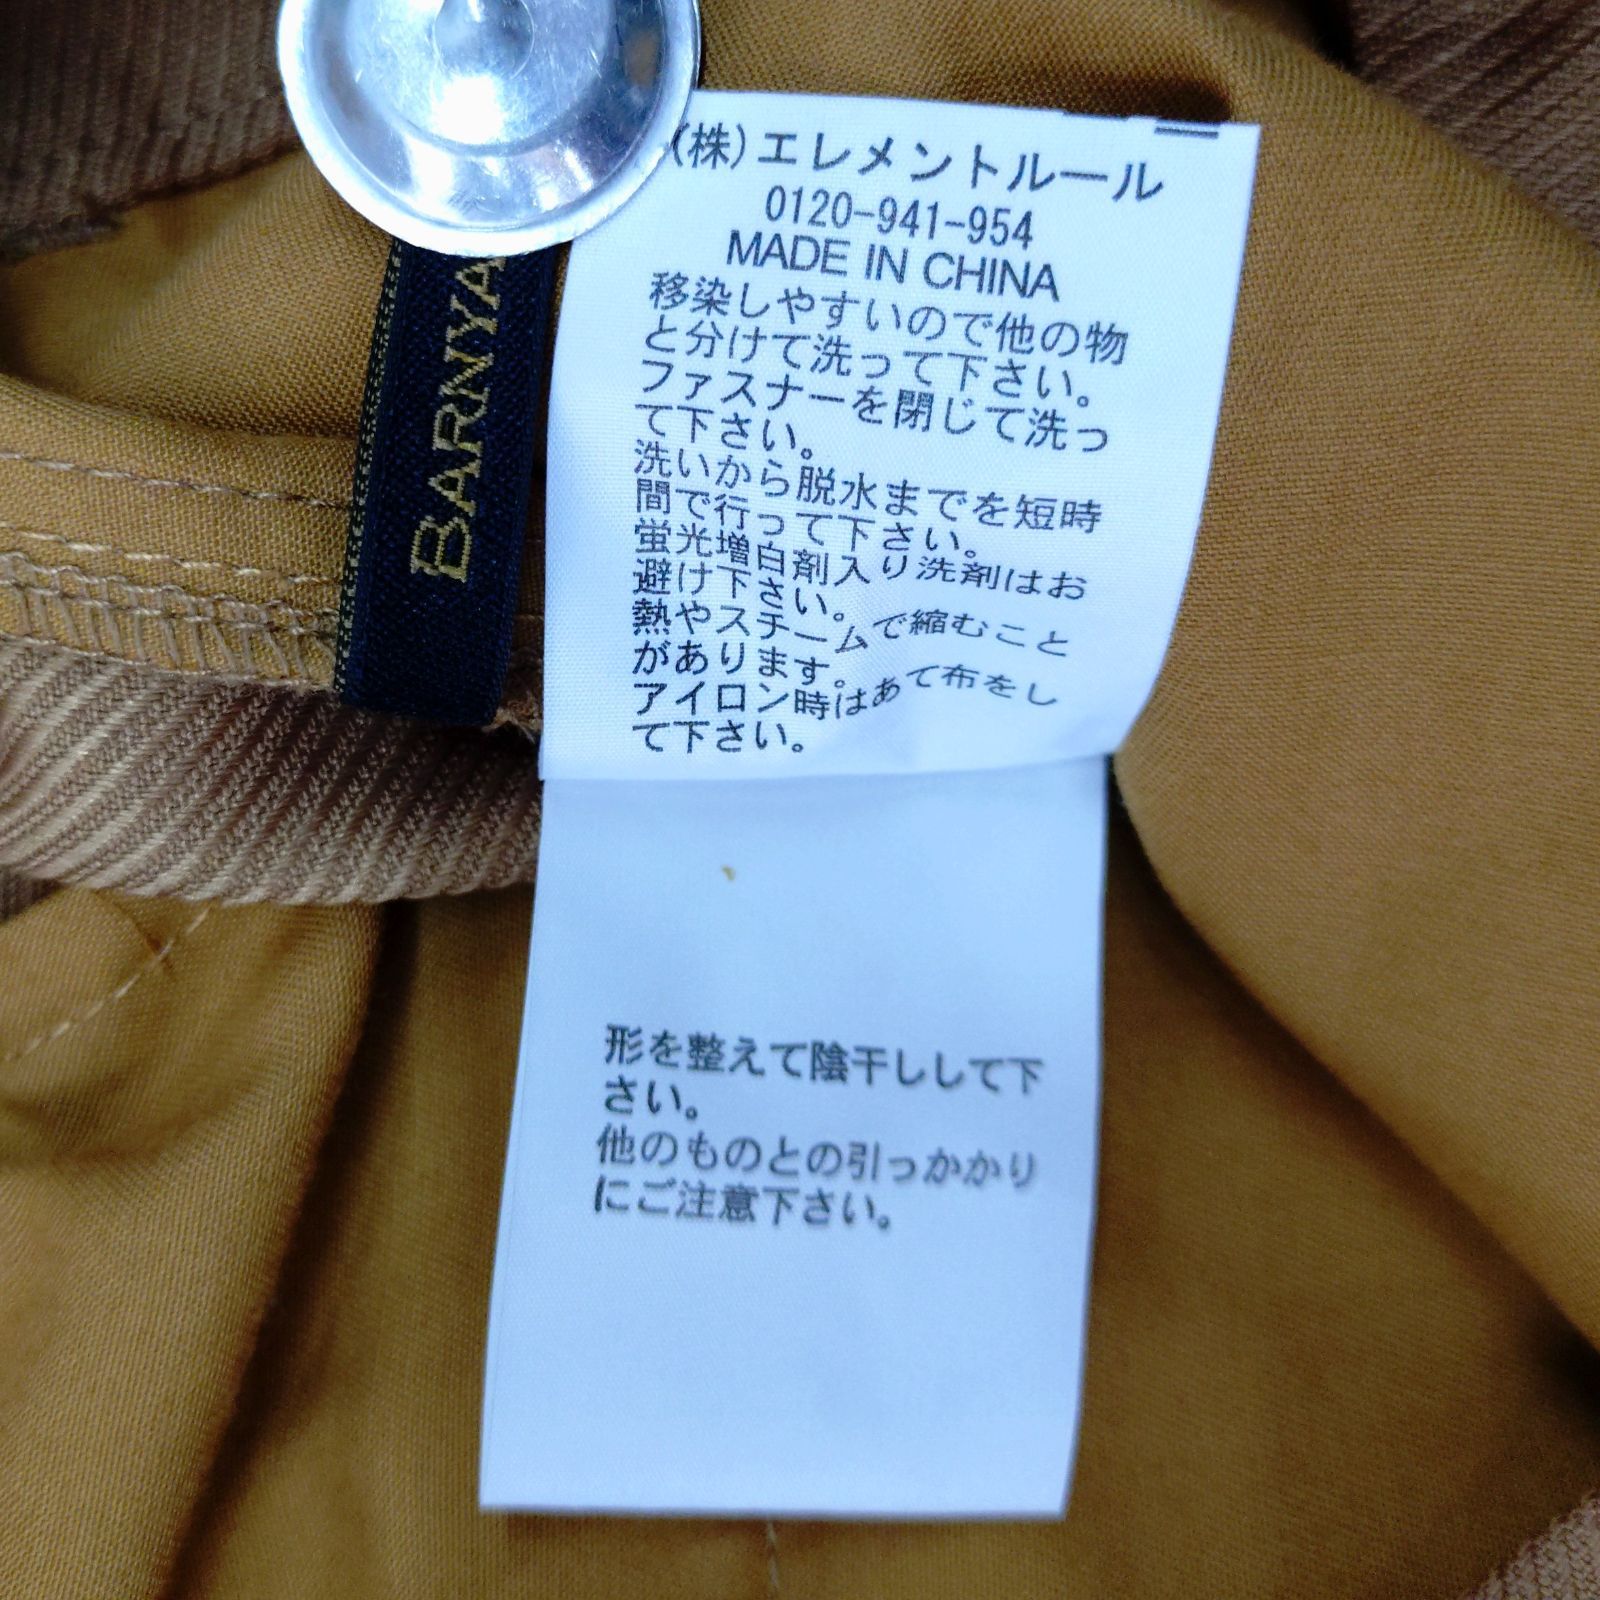 (株)エレメントルール
0120-941-954
MADE IN CHINA
移染しやすいので他の物
と分けて洗って下さい。
ファスナーを閉じて洗っ
て下さい。
洗いから脱水までを短時
間で行って下さい。
蛍光増白剤入り洗剤はお
避け下さい。
熱やスチームで縮むこと
があります。
アイロン時はあて布をし
て下さい。
形を整えて陰干しして下
さい。
他のものとの引っかかり
にご注意下さい。
BARNYA